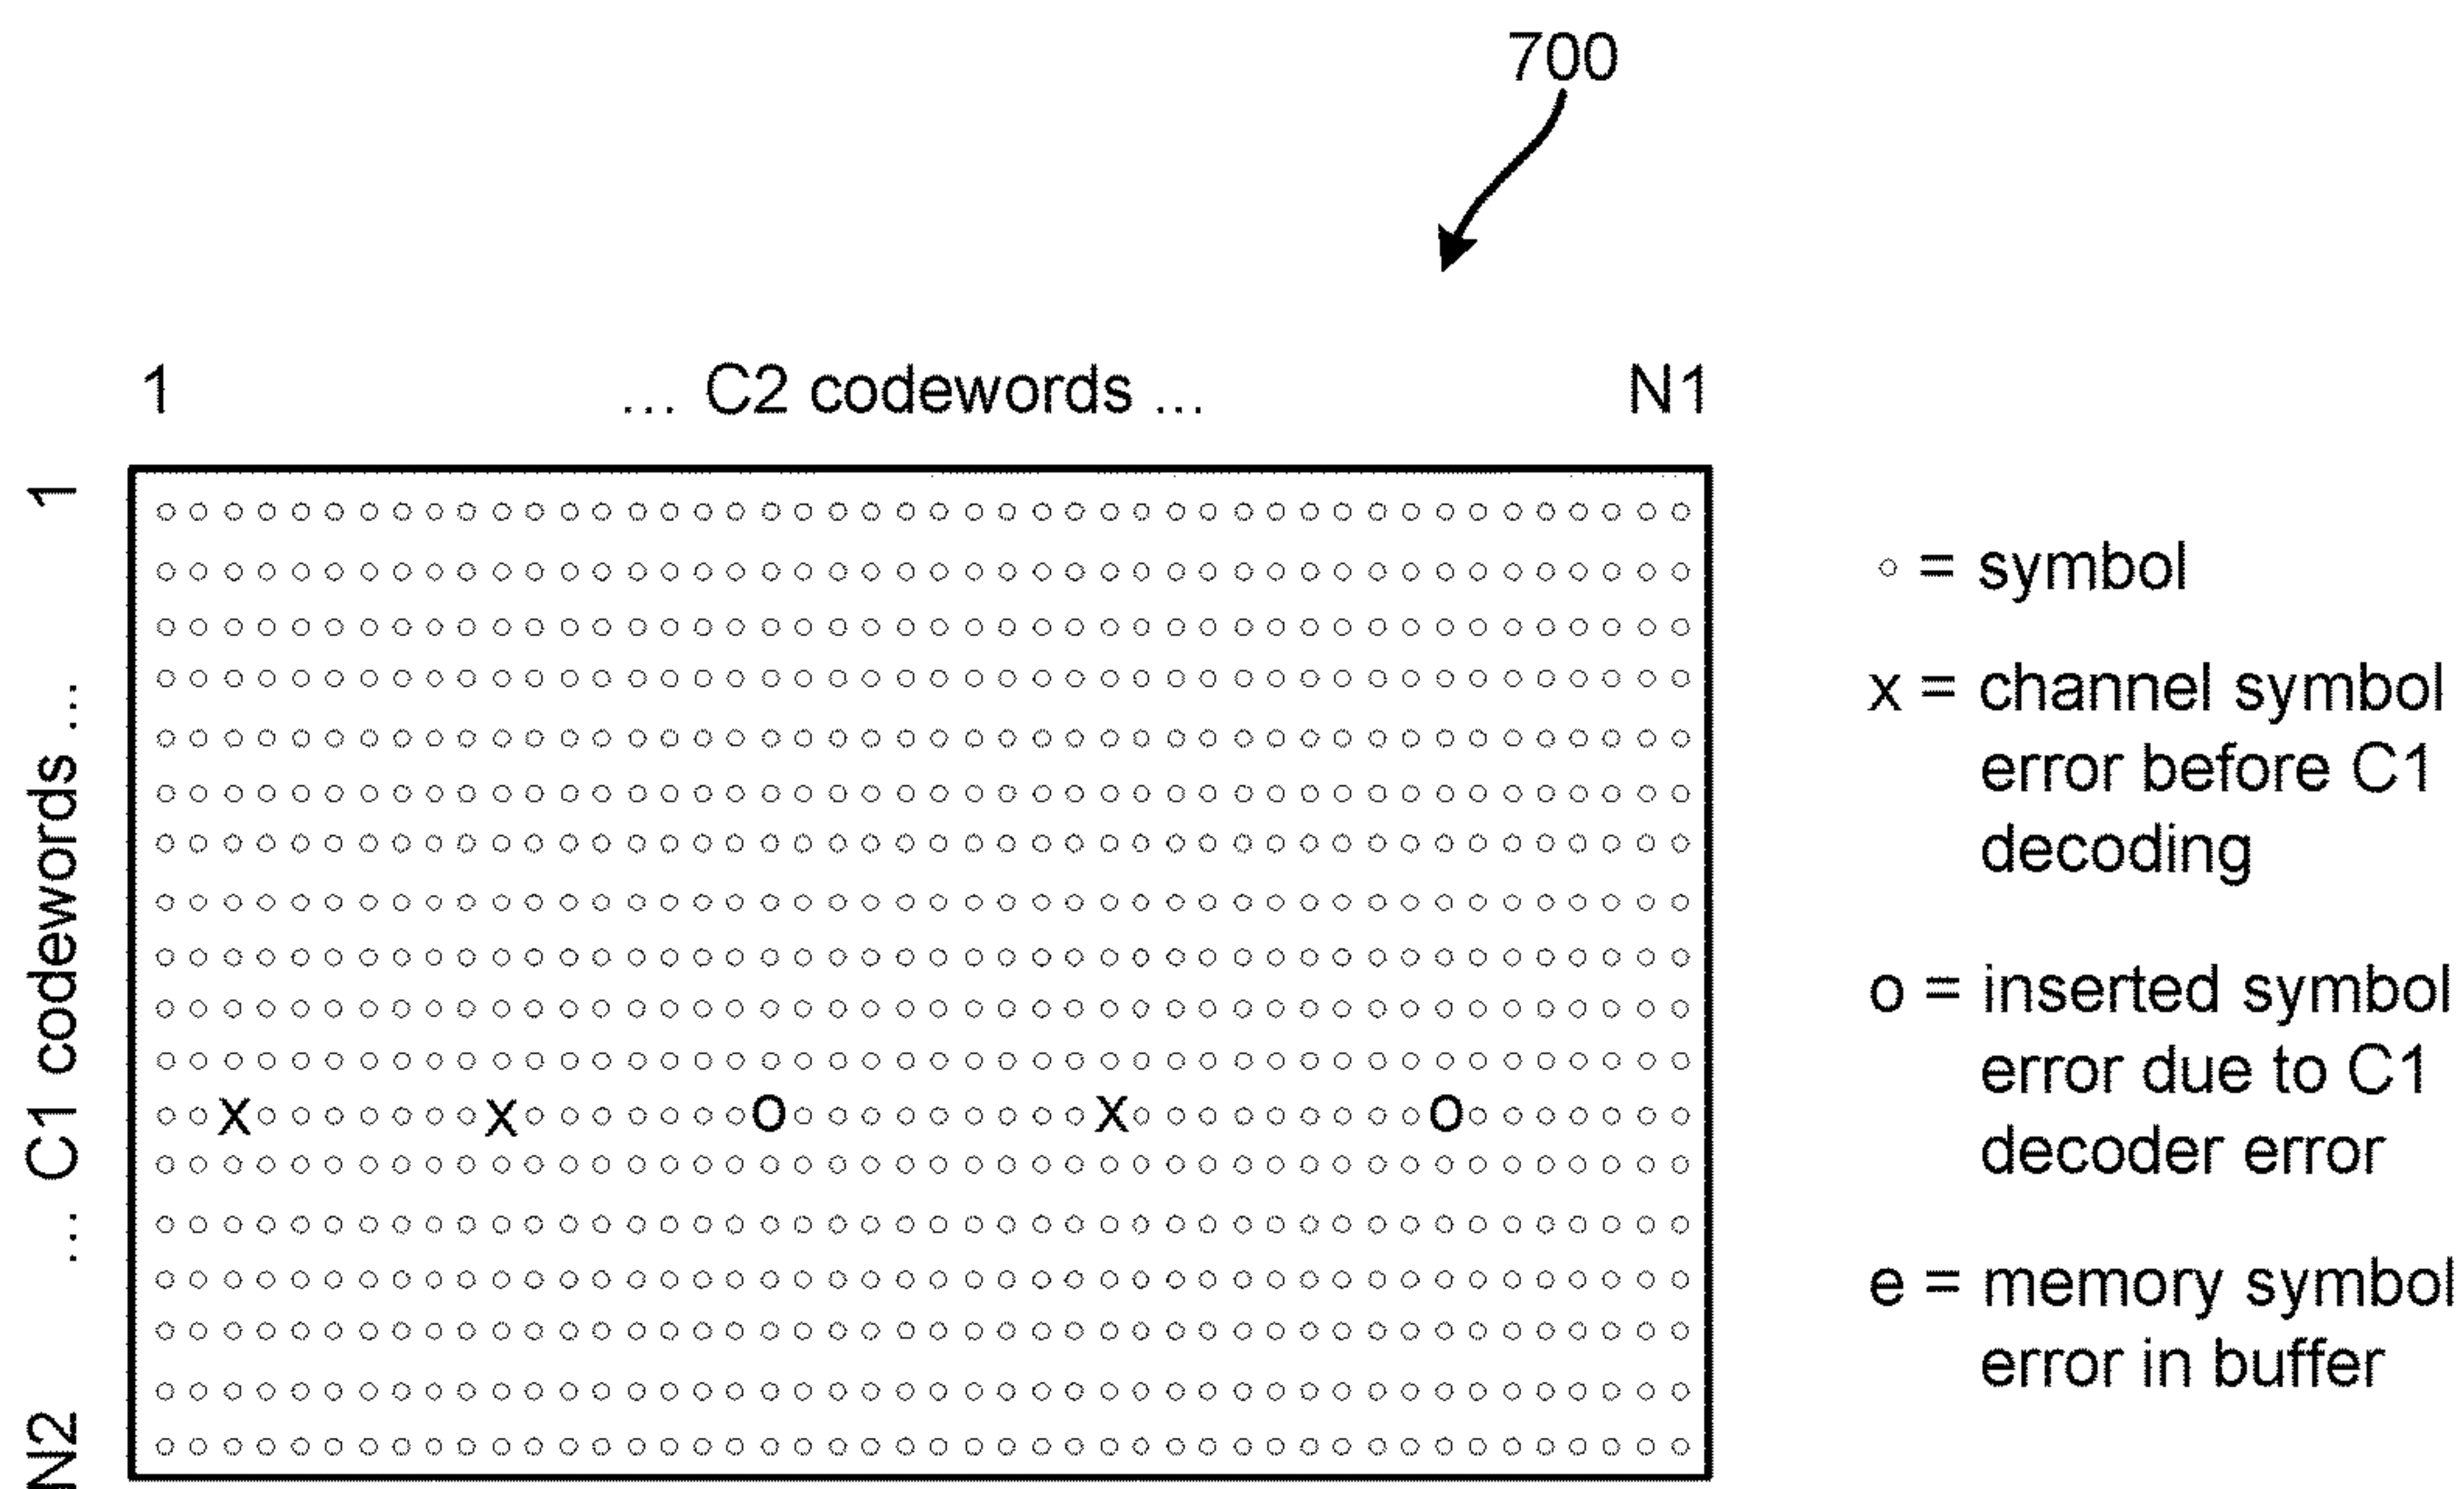 700
1 ... C2 codewords ... N1
1
... C1 codewords ...
N2
○ = symbol
x = channel symbol
error before C1
decoding
o = inserted symbol
error due to C1
decoder error
e = memory symbol
error in buffer
x x o x o